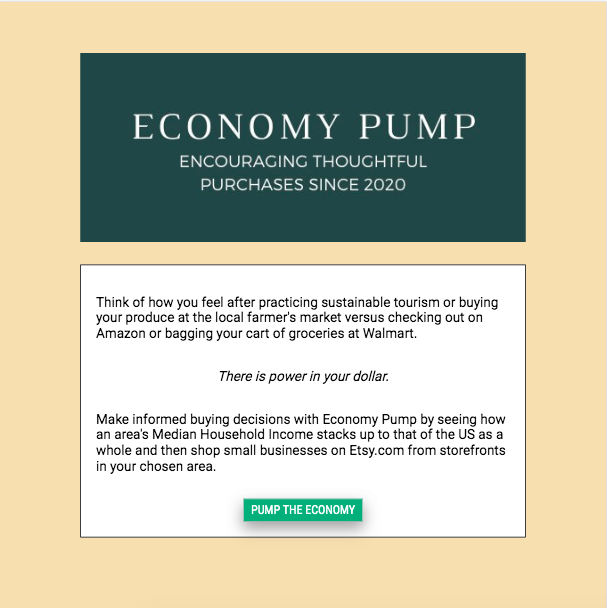 ECONOMY PUMP
ENCOURAGING THOUGHTFUL
PURCHASES SINCE 2020
Think of how you feel after practicing sustainable tourism or buying
your produce at the local farmer's market versus checking out on
Amazon or bagging your cart of groceries at Walmart.
There is power in your dollar.
Make informed buying decisions with Economy Pump by seeing how
an area's Median Household Income stacks up to that of the US as a
whole and then shop small businesses on Etsy.com from storefronts
in your chosen area.
PUMP THE ECONOMY